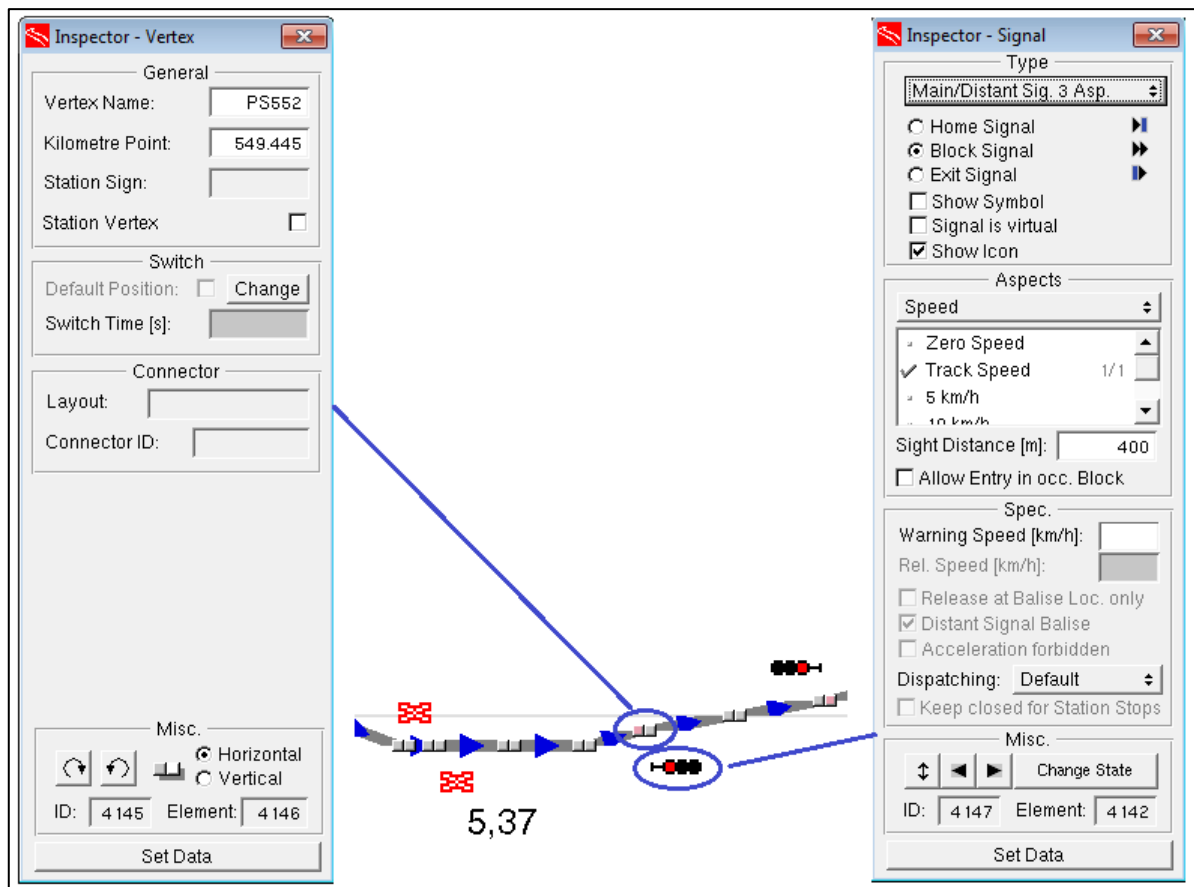 Inspector - Vertex
General
Vertex Name: PS552
Kilometre Point: 549.445
Station Sign:
Station Vertex
Switch
Default Position: Change
Switch Time [s]:
Connector
Layout:
Connector ID:
Misc.
Horizontal
Vertical
ID: 4145 Element: 4146
Set Data
5,37
Inspector - Signal
Type
Main/Distant Sig. 3 Asp.
Home Signal
Block Signal
Exit Signal
Show Symbol
Signal is virtual
Show Icon
Aspects
Speed
Zero Speed
Track Speed 1/1
5 km/h
10 km/h
Sight Distance [m]: 400
Allow Entry in occ. Block
Spec.
Warning Speed [km/h]:
Rel. Speed [km/h]:
Release at Balise Loc. only
Distant Signal Balise
Acceleration forbidden
Dispatching: Default
Keep closed for Station Stops
Misc.
Change State
ID: 4147 Element: 4142
Set Data